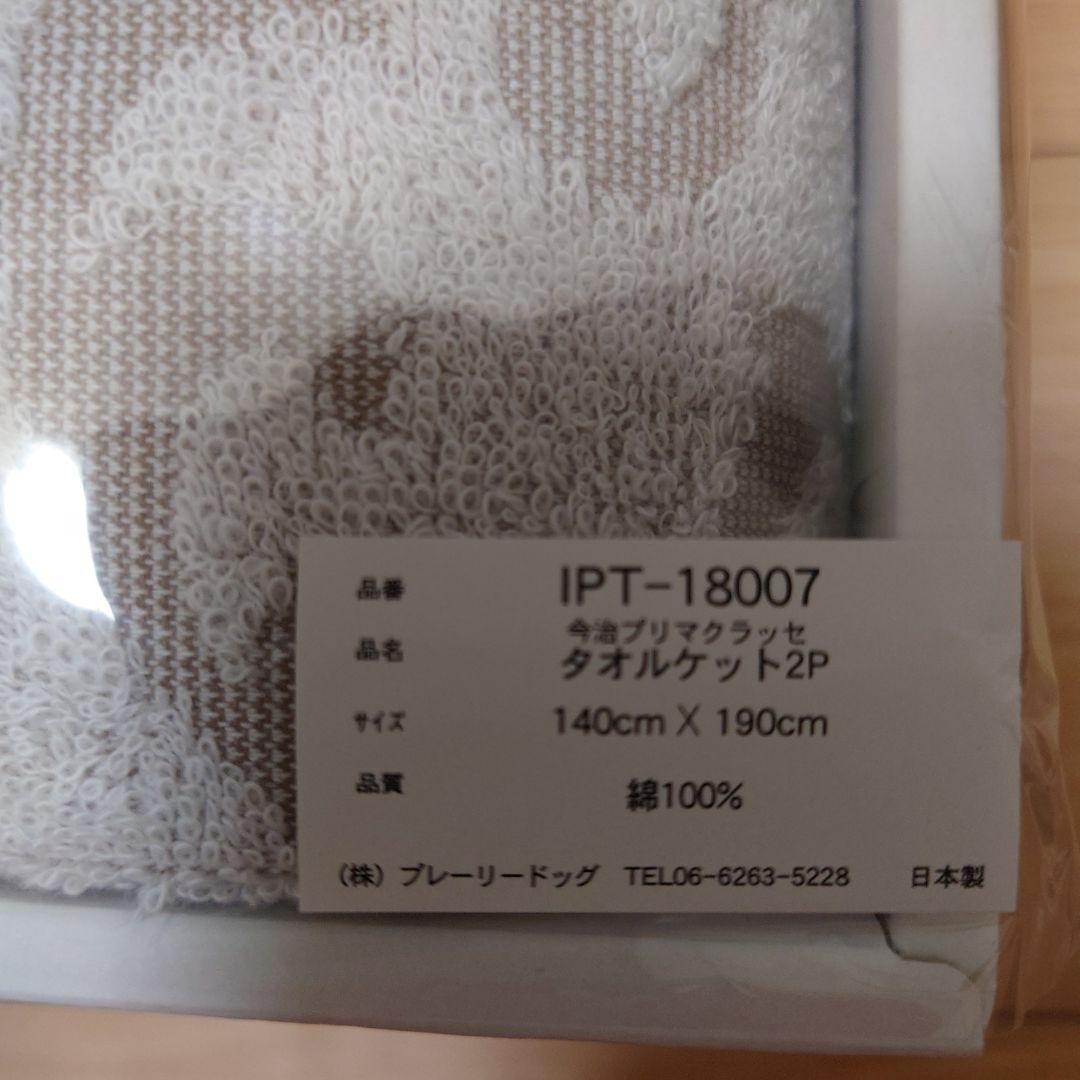 品番 IPT-18007
今治プリマクラッセ
品名 タオルケット2P
サイズ 140cm X 190cm
品質 綿100%
（株）プレーリードッグ TEL06-6263-5228 日本製